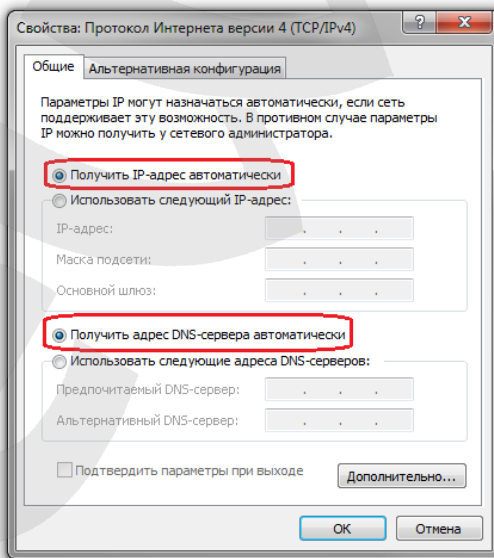 Свойства: Протокол Интернета версии 4 (TCP/IPv4)
Общие
Альтернативная конфигурация
Параметры IP могут назначаться автоматически, если сеть
поддерживает эту возможность. В противном случае параметры
IP можно получить у сетевого администратора.
Получить IP-адрес автоматически
Использовать следующий IP-адрес:
IP-адрес:
Маска подсети:
Основной шлюз:
Получить адрес DNS-сервера автоматически
Использовать следующие адреса DNS-серверов:
Предпочитаемый DNS-сервер:
Альтернативный DNS-сервер:
Подтвердить параметры при выходе
Дополнительно...
ОК
Отмена